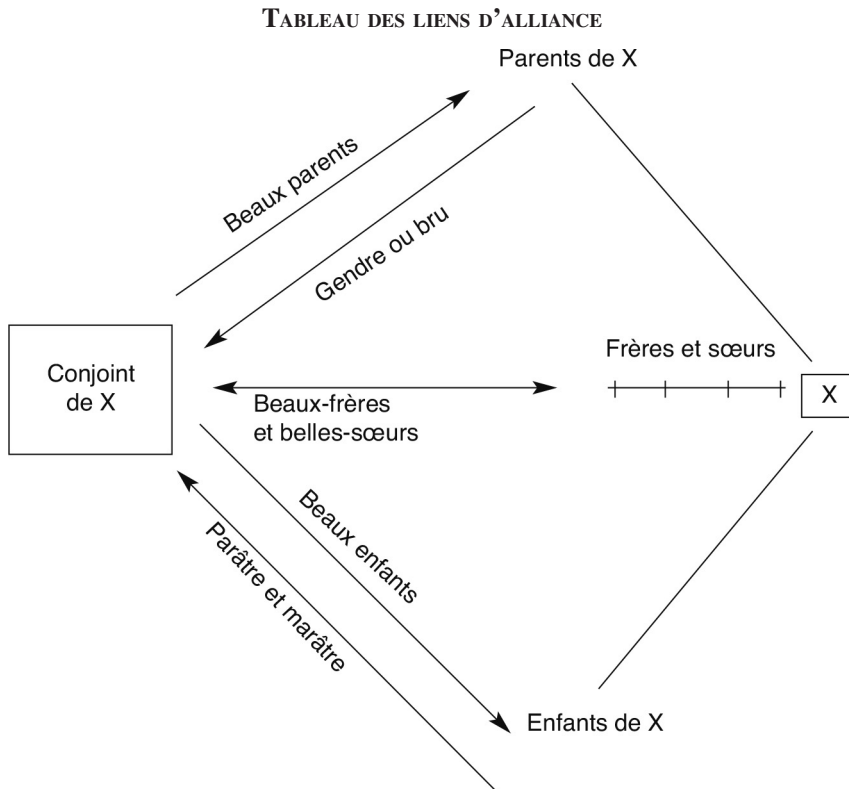 TABLEAU DES LIENS D’ALLIANCE
Parents de X
Beaux parents
Gendre ou bru
Frères et sœurs
Conjoint
de X
X
Beaux-frères
et belles-sœurs
Beaux enfants
Parâtre et marâtre
Enfants de X